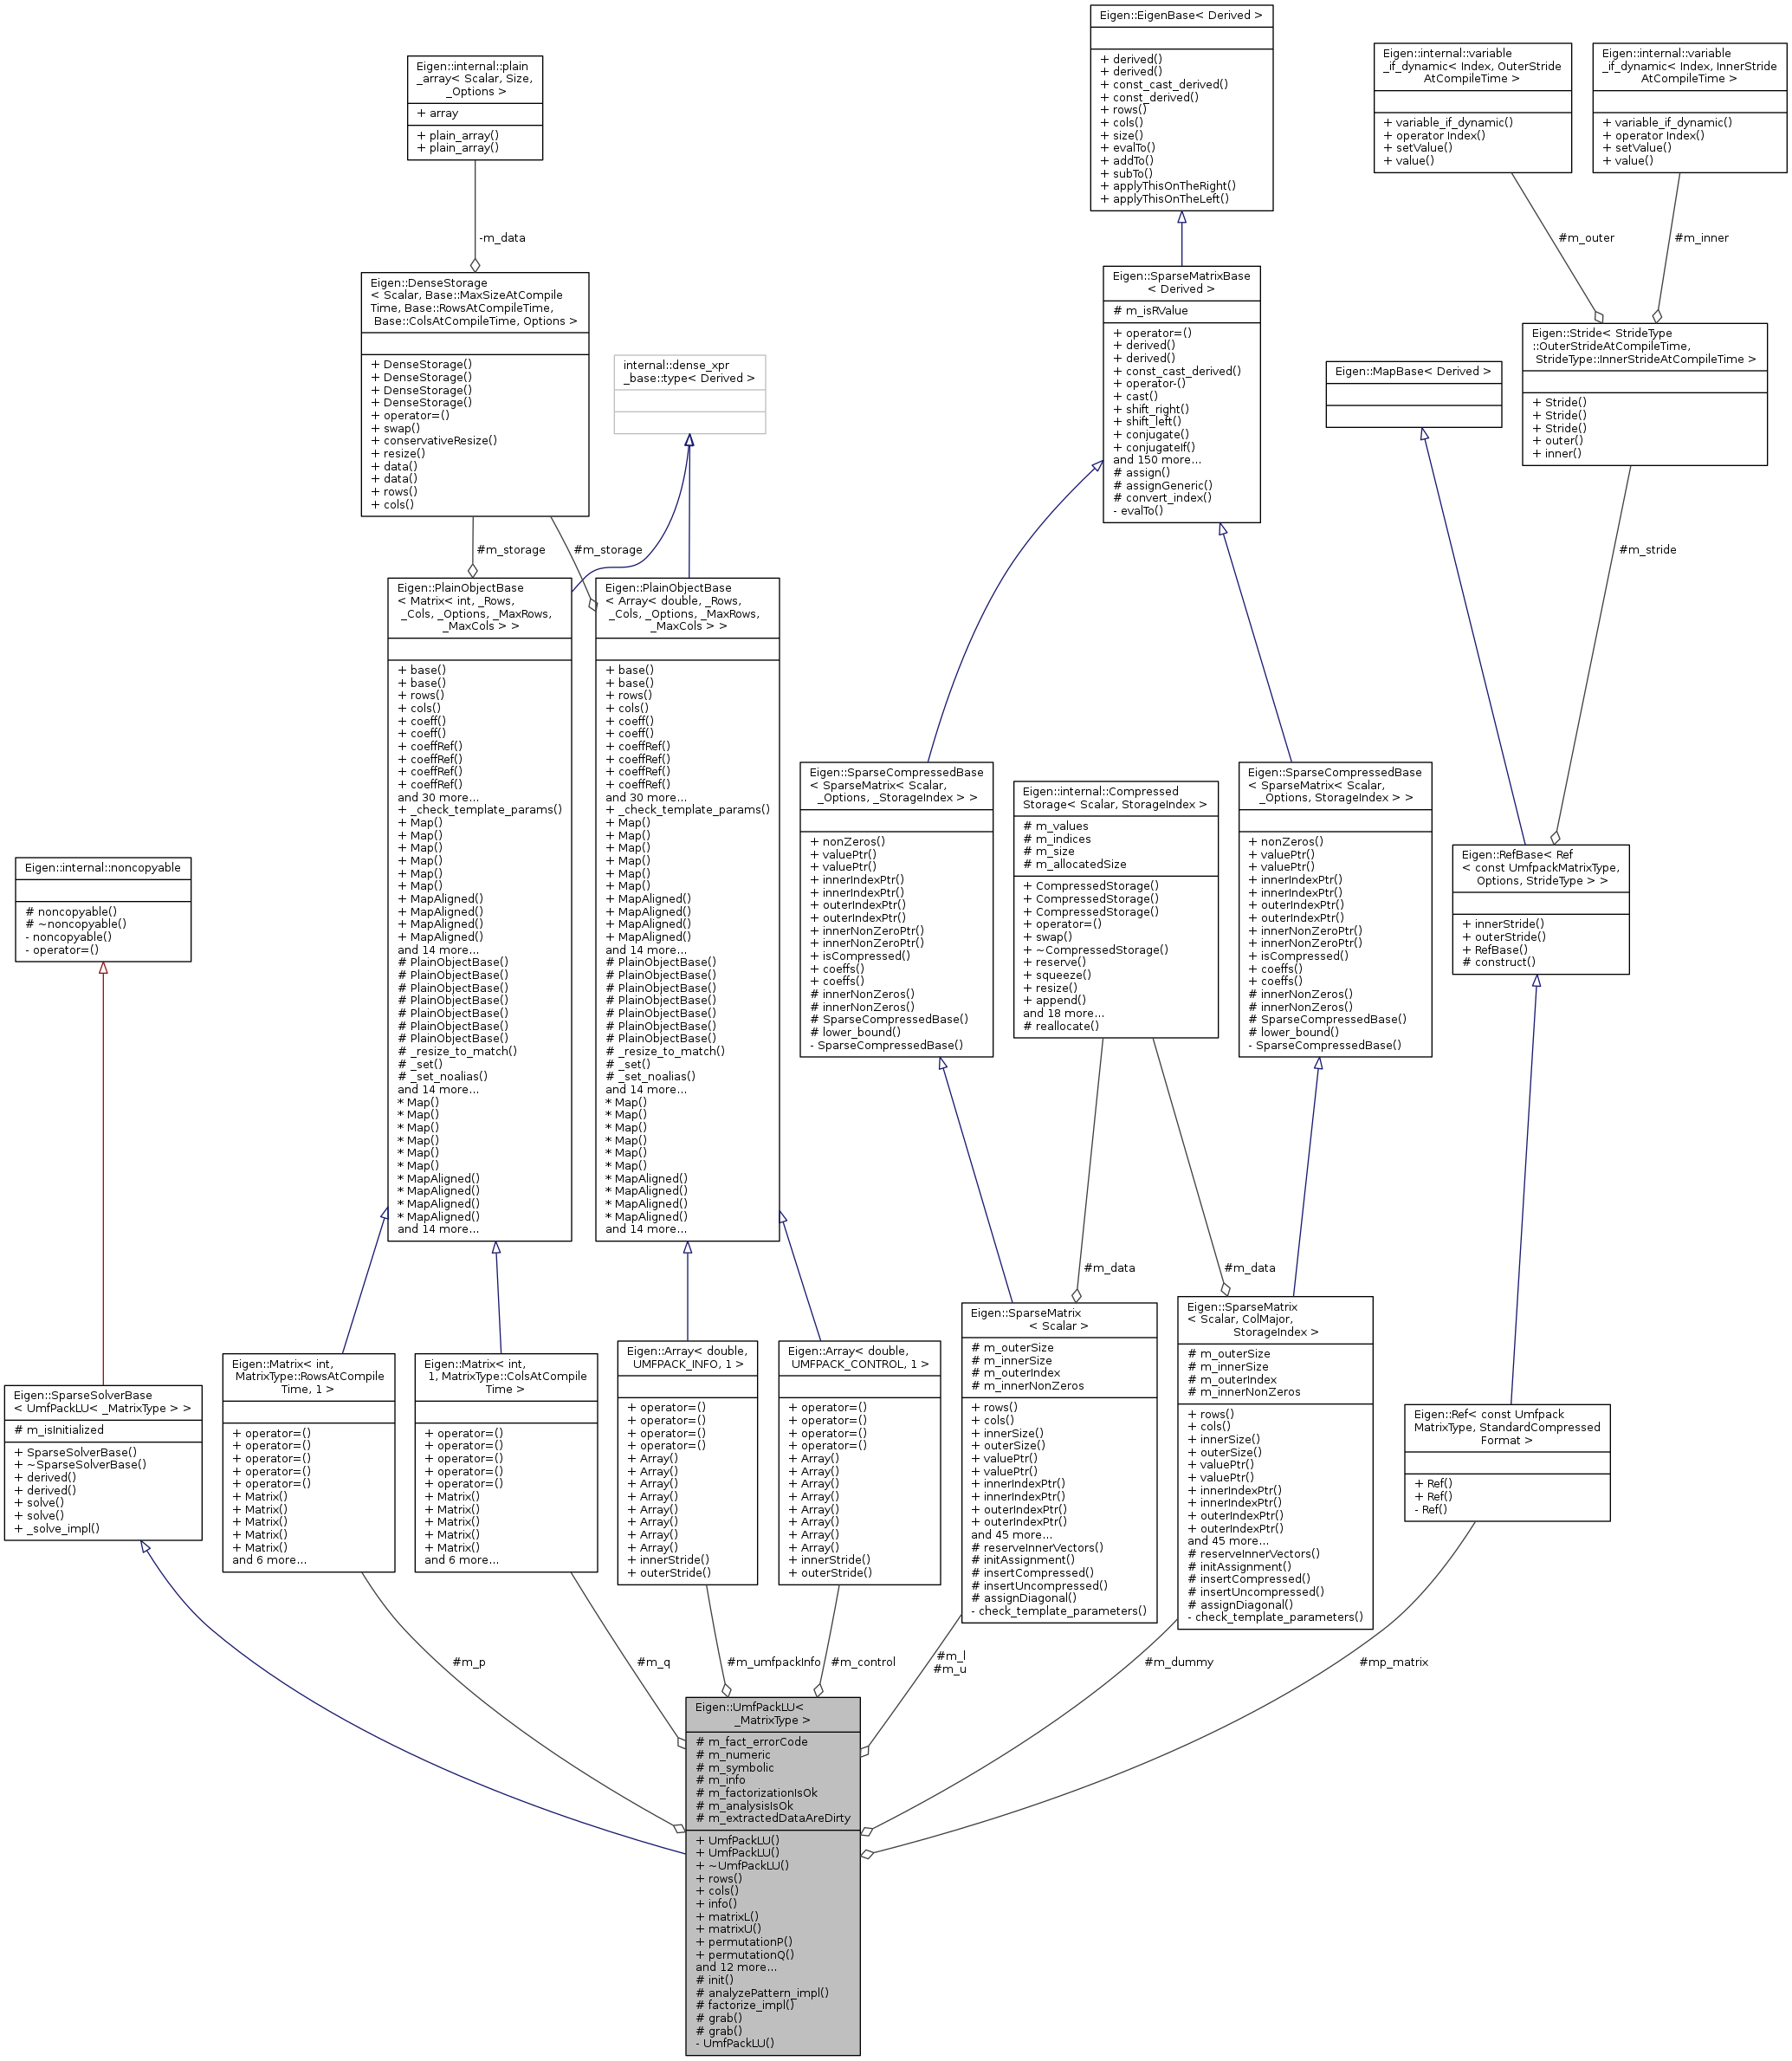 Eigen::EigenBase< Derived >
+ derived()
+ derived()
+ const_cast_derived()
+ const_derived()
+ rows()
+ cols()
+ size()
+ evalTo()
+ addTo()
+ subTo()
+ applyThisOnTheRight()
+ applyThisOnTheLeft()
Eigen::internal::variable
_if_dynamic< Index, OuterStride
AtCompileTime >
+ variable_if_dynamic()
+ operator Index()
+ setValue()
+ value()
Eigen::internal::variable
_if_dynamic< Index, InnerStride
AtCompileTime >
+ variable_if_dynamic()
+ operator Index()
+ setValue()
+ value()
Eigen::internal::plain
_array< Scalar, Size,
_Options >
+ array
+ plain_array()
+ plain_array()
-m_data
#m_outer
#m_inner
Eigen::DenseStorage
< Scalar, Base::MaxSizeAtCompile
Time, Base::RowsAtCompileTime,
Base::ColsAtCompileTime, Options >
+ DenseStorage()
+ DenseStorage()
+ DenseStorage()
+ DenseStorage()
+ operator=()
+ swap()
+ conservativeResize()
+ resize()
+ data()
+ data()
+ rows()
+ cols()
internal::dense_xpr
_base::type< Derived >
Eigen::SparseMatrixBase
< Derived >
# m_isRValue
+ operator=()
+ derived()
+ derived()
+ const_cast_derived()
+ operator-()
+ cast()
+ shift_right()
+ shift_left()
+ conjugate()
+ conjugateIf()
and 150 more...
# assign()
# assignGeneric()
# convert_index()
- evalTo()
Eigen::MapBase< Derived >
Eigen::Stride< StrideType
::OuterStrideAtCompileTime,
StrideType::InnerStrideAtCompileTime >
+ Stride()
+ Stride()
+ Stride()
+ outer()
+ inner()
#m_storage
#m_storage
#m_stride
Eigen::PlainObjectBase
< Matrix< int, _Rows,
_Cols, _Options, _MaxRows,
_MaxCols > >
+ base()
+ base()
+ rows()
+ cols()
+ coeff()
+ coeff()
+ coeffRef()
+ coeffRef()
+ coeffRef()
+ coeffRef()
and 30 more...
+ _check_template_params()
+ Map()
+ Map()
+ Map()
+ Map()
+ Map()
+ Map()
+ MapAligned()
+ MapAligned()
+ MapAligned()
+ MapAligned()
and 14 more...
# PlainObjectBase()
# PlainObjectBase()
# PlainObjectBase()
# PlainObjectBase()
# PlainObjectBase()
# PlainObjectBase()
# PlainObjectBase()
# _resize_to_match()
# _set()
# _set_noalias()
and 14 more...
* Map()
* Map()
* Map()
* Map()
* Map()
* Map()
* MapAligned()
* MapAligned()
* MapAligned()
* MapAligned()
and 14 more...
Eigen::PlainObjectBase
< Array< double, _Rows,
_Cols, _Options, _MaxRows,
_MaxCols > >
+ base()
+ base()
+ rows()
+ cols()
+ coeff()
+ coeff()
+ coeffRef()
+ coeffRef()
+ coeffRef()
+ coeffRef()
and 30 more...
+ _check_template_params()
+ Map()
+ Map()
+ Map()
+ Map()
+ Map()
+ Map()
+ MapAligned()
+ MapAligned()
+ MapAligned()
+ MapAligned()
and 14 more...
# PlainObjectBase()
# PlainObjectBase()
# PlainObjectBase()
# PlainObjectBase()
# PlainObjectBase()
# PlainObjectBase()
# PlainObjectBase()
# _resize_to_match()
# _set()
# _set_noalias()
and 14 more...
* Map()
* Map()
* Map()
* Map()
* Map()
* Map()
* MapAligned()
* MapAligned()
* MapAligned()
* MapAligned()
and 14 more...
Eigen::SparseCompressedBase
< SparseMatrix< Scalar,
_Options, _StorageIndex > >
+ nonZeros()
+ valuePtr()
+ valuePtr()
+ innerIndexPtr()
+ innerIndexPtr()
+ outerIndexPtr()
+ outerIndexPtr()
+ innerNonZeroPtr()
+ innerNonZeroPtr()
+ isCompressed()
+ coeffs()
+ coeffs()
# innerNonZeros()
# innerNonZeros()
# SparseCompressedBase()
# lower_bound()
- SparseCompressedBase()
Eigen::internal::Compressed
Storage< Scalar, StorageIndex >
# m_values
# m_indices
# m_size
# m_allocatedSize
+ CompressedStorage()
+ CompressedStorage()
+ CompressedStorage()
+ operator=()
+ swap()
+ ~CompressedStorage()
+ reserve()
+ squeeze()
+ resize()
+ append()
and 18 more...
# reallocate()
Eigen::SparseCompressedBase
< SparseMatrix< Scalar,
_Options, StorageIndex > >
+ nonZeros()
+ valuePtr()
+ valuePtr()
+ innerIndexPtr()
+ innerIndexPtr()
+ outerIndexPtr()
+ outerIndexPtr()
+ innerNonZeroPtr()
+ innerNonZeroPtr()
+ isCompressed()
+ coeffs()
+ coeffs()
# innerNonZeros()
# innerNonZeros()
# SparseCompressedBase()
# lower_bound()
- SparseCompressedBase()
Eigen::RefBase< Ref
< const UmfpackMatrixType,
Options, StrideType > >
+ innerStride()
+ outerStride()
+ RefBase()
# construct()
Eigen::internal::noncopyable
# noncopyable()
# ~noncopyable()
- noncopyable()
- operator=()
#m_data
#m_data
Eigen::SparseSolverBase
< UmfPackLU< _MatrixType > >
# m_isInitialized
+ SparseSolverBase()
+ ~SparseSolverBase()
+ derived()
+ derived()
+ solve()
+ solve()
+ _solve_impl()
Eigen::Matrix< int,
MatrixType::RowsAtCompile
Time, 1 >
+ operator=()
+ operator=()
+ operator=()
+ operator=()
+ operator=()
+ Matrix()
+ Matrix()
+ Matrix()
+ Matrix()
+ Matrix()
and 6 more...
Eigen::Matrix< int,
1, MatrixType::ColsAtCompile
Time >
+ operator=()
+ operator=()
+ operator=()
+ operator=()
+ operator=()
+ Matrix()
+ Matrix()
+ Matrix()
+ Matrix()
+ Matrix()
and 6 more...
Eigen::Array< double,
UMFPACK_INFO, 1 >
+ operator=()
+ operator=()
+ operator=()
+ operator=()
+ Array()
+ Array()
+ Array()
+ Array()
+ Array()
+ Array()
+ Array()
+ Array()
+ innerStride()
+ outerStride()
Eigen::Array< double,
UMFPACK_CONTROL, 1 >
+ operator=()
+ operator=()
+ operator=()
+ operator=()
+ Array()
+ Array()
+ Array()
+ Array()
+ Array()
+ Array()
+ Array()
+ Array()
+ innerStride()
+ outerStride()
Eigen::SparseMatrix
< Scalar >
# m_outerSize
# m_innerSize
# m_outerIndex
# m_innerNonZeros
+ rows()
+ cols()
+ innerSize()
+ outerSize()
+ valuePtr()
+ valuePtr()
+ innerIndexPtr()
+ innerIndexPtr()
+ outerIndexPtr()
+ outerIndexPtr()
and 45 more...
# reserveInnerVectors()
# initAssignment()
# insertCompressed()
# insertUncompressed()
# assignDiagonal()
- check_template_parameters()
Eigen::SparseMatrix
< Scalar, ColMajor,
StorageIndex >
# m_outerSize
# m_innerSize
# m_outerIndex
# m_innerNonZeros
+ rows()
+ cols()
+ innerSize()
+ outerSize()
+ valuePtr()
+ valuePtr()
+ innerIndexPtr()
+ innerIndexPtr()
+ outerIndexPtr()
+ outerIndexPtr()
and 45 more...
# reserveInnerVectors()
# initAssignment()
# insertCompressed()
# insertUncompressed()
# assignDiagonal()
- check_template_parameters()
Eigen::Ref< const Umfpack
MatrixType, StandardCompressed
Format >
+ Ref()
+ Ref()
- Ref()
#m_p
#m_q
#m_umfpackInfo
#m_control
#m_l
#m_u
#m_dummy
#mp_matrix
Eigen::UmfPackLU<
_MatrixType >
# m_fact_errorCode
# m_numeric
# m_symbolic
# m_info
# m_factorizationIsOk
# m_analysisIsOk
# m_extractedDataAreDirty
+ UmfPackLU()
+ UmfPackLU()
+ ~UmfPackLU()
+ rows()
+ cols()
+ info()
+ matrixL()
+ matrixU()
+ permutationP()
+ permutationQ()
and 12 more...
# init()
# analyzePattern_impl()
# factorize_impl()
# grab()
# grab()
- UmfPackLU()